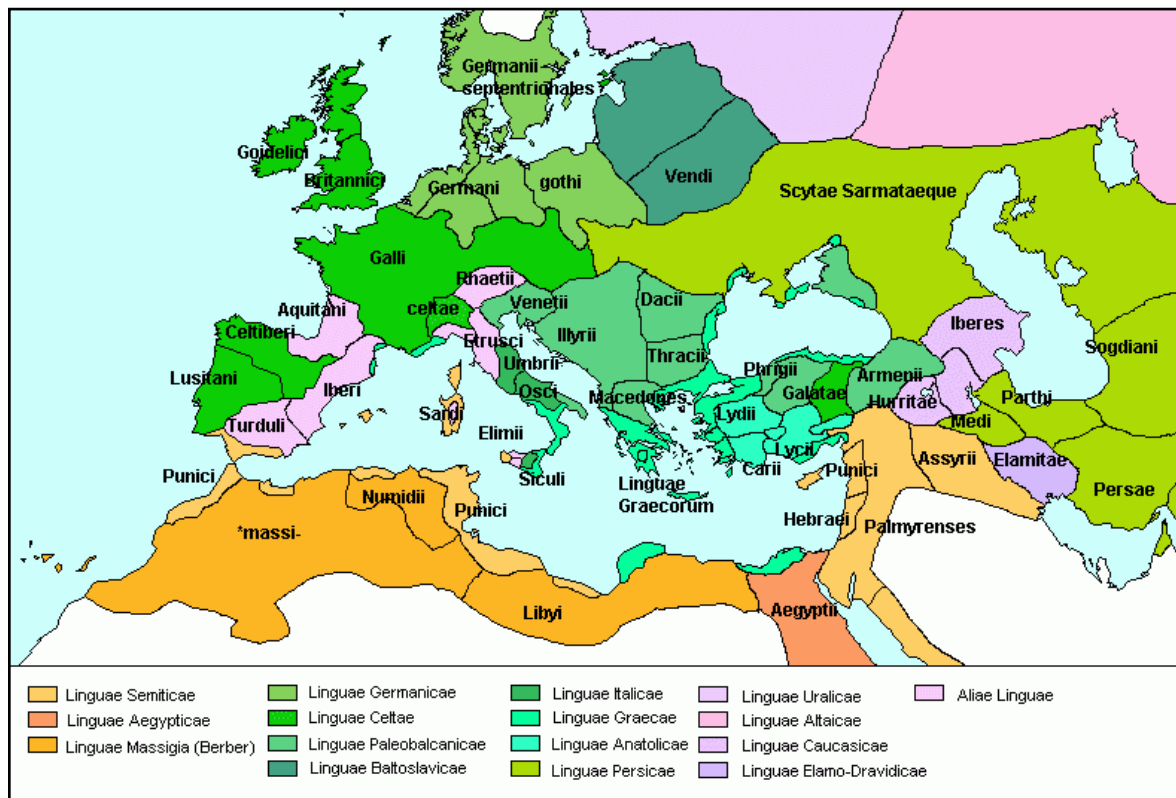 Germanii
septentrionales
Goidelici
Britannici
Germani
gothi
Vendi
Scytae Sarmataeque
Galli
Rhaetii
Aquitani
celtae
Venetii
Dacii
Celtiberi
Etrusci
Illyrii
Iberes
Sogdiani
Lusitani
Iberi
Umbrii
Thracii
Phrigii
Armenii
Turduli
Sardi
Osci
Macedones
Galatae
Hurritae
Parthi
Elimii
Lydii
Medi
Lycii
Siculi
Carii
Punici
Assyrii
Elamitae
Punici
Numidii
Punici
Linguae
Graecorum
Persae
Hebraei
Palmyrenses
*massi-
Libyi
Aegyptii
Linguae Semiticae
Linguae Aegypticae
Linguae Massigia (Berber)
Linguae Germanicae
Linguae Celtae
Linguae Paleobalcanicae
Linguae Baltoslavicae
Linguae Italicae
Linguae Graecae
Linguae Anatolicae
Linguae Persicae
Linguae Uralicae
Linguae Altaicae
Linguae Caucasicae
Linguae Elamo-Dravidicae
Aliae Linguae